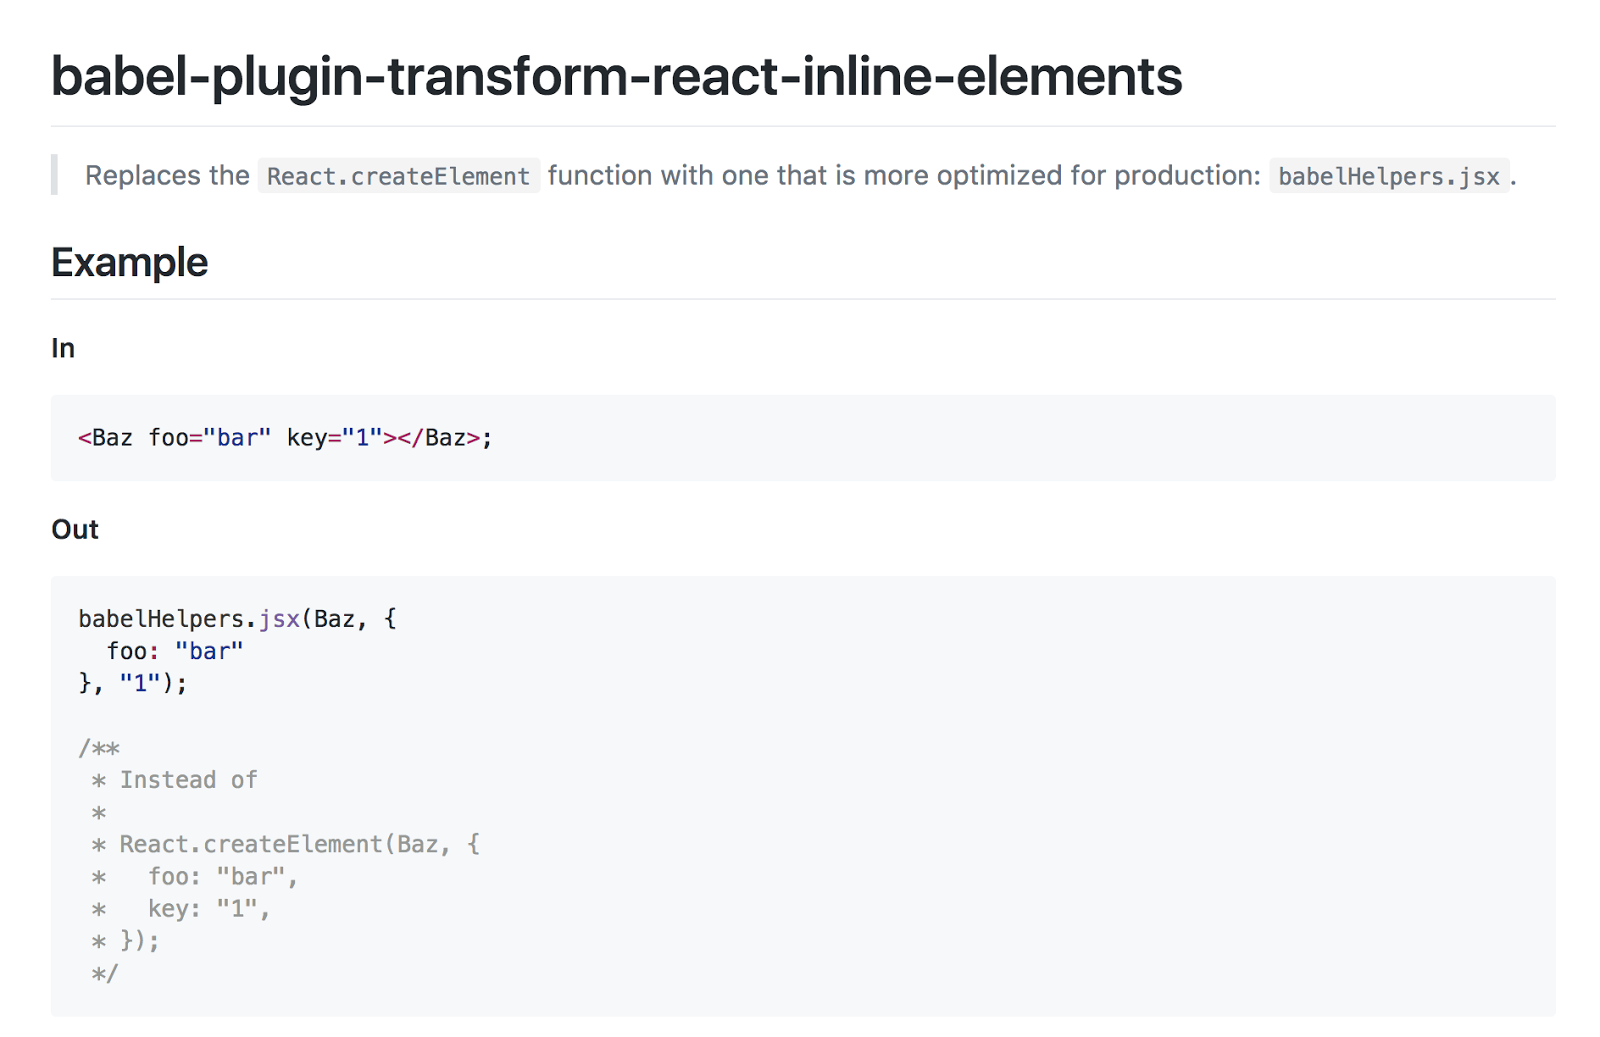 babel-plugin-transform-react-inline-elements
Replaces the React.createElement function with one that is more optimized for production: babelHelpers.jsx.
Example
In
<Baz foo="bar" key="1"></Baz>;
Out
babelHelpers.jsx(Baz, {
  foo: "bar"
}, "1");

/**
 * Instead of
 *
 * React.createElement(Baz, {
 *   foo: "bar",
 *   key: "1",
 * });
 */